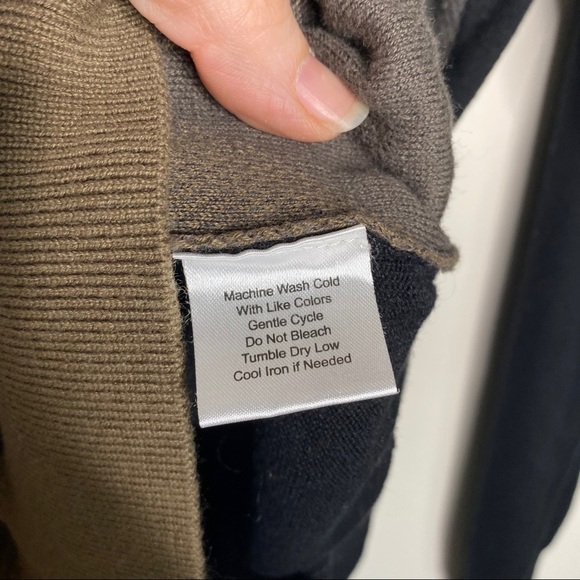 Machine Wash Cold
With Like Colors
Gentle Cycle
Do Not Bleach
Tumble Dry Low
Cool Iron if Needed